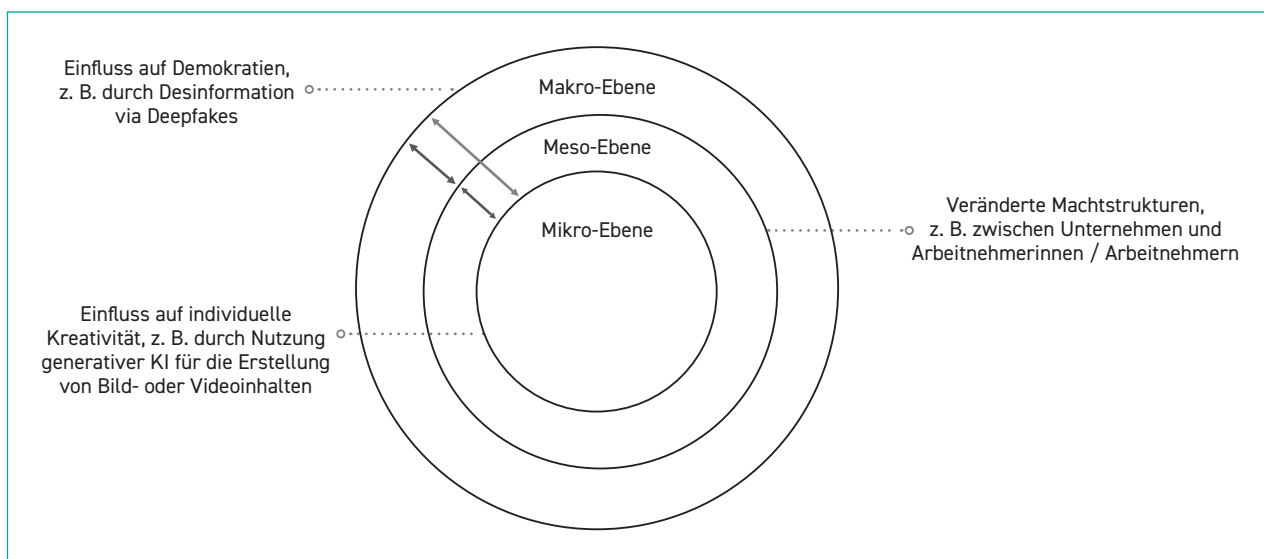 Einfluss auf Demokratien,
z. B. durch Desinformation
via Deepfakes
Makro-Ebene
Meso-Ebene
Mikro-Ebene
Veränderte Machtstrukturen,
z. B. zwischen Unternehmen und
Arbeitnehmerinnen / Arbeitnehmern
Einfluss auf individuelle
Kreativität, z. B. durch Nutzung
generativer KI für die Erstellung
von Bild- oder Videoinhalten